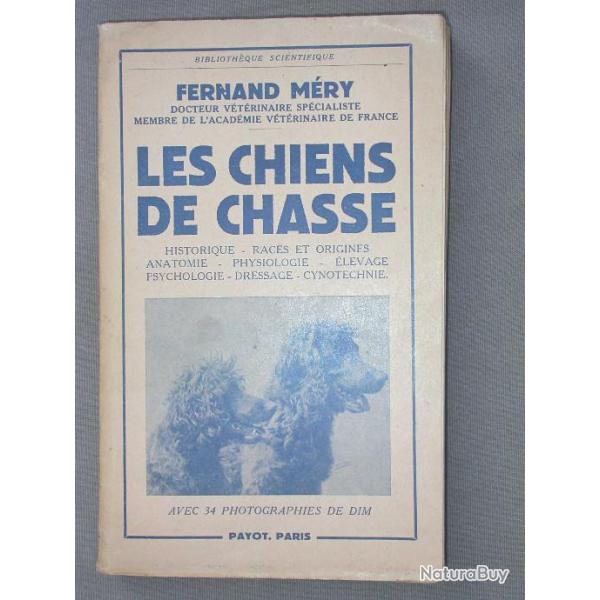 BIBLIOTHÈQUE SCIENTIFIQUE
FERNAND MÉRY
DOCTEUR VÉTÉRINAIRE SPÉCIALISTE
MEMBRE DE L'ACADÉMIE VÉTÉRINAIRE DE FRANCE
LES CHIENS
DE CHASSE
HISTORIQUE - RACES ET ORIGINES
ANATOMIE - PHYSIOLOGIE - ÉLEVAGE
PSYCHOLOGIE - DRESSAGE - CYNOTECHNIE.
AVEC 34 PHOTOGRAPHIES DE DIM
PAYOT, PARIS
NaturaBuy